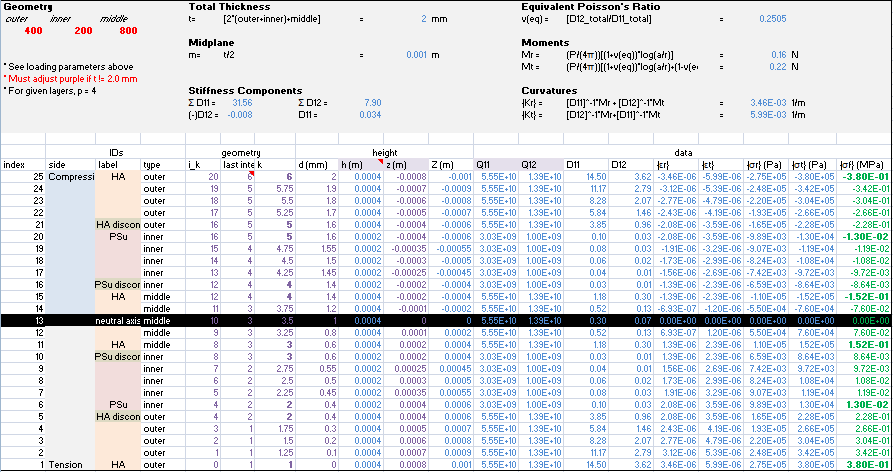 Geometry Total Thickness Equivalent Poisson's Ratio
outer inner middle t= [2*(outer+inner)+middle] = 2 mm v(eq) = [D12_total/D11_total] = 0.2505
400 200 800
Midplane Moments
m= t/2 = 0.001 m Mr = = 0.16 N
* See loading parameters above Mt = = 0.22 N
* Must adjust purple if t != 2.0 mm
* For given layers, p = 4 Stiffness Components Curvatures
Σ D11 = 31.56 Σ D12 = 7.90 {Kr} = [D11]^-1*Mr + [D12]^-1*Mt = 3.46E-03 1/m
(-)D12 = -0.008 D11 = 0.034 {Kt} = [D12]^-1*Mr+[D11]^-1*Mt = 5.99E-03 1/m
IDs geometry height data
index side label type i_k last inte k d (mm) h (m) z (m) Z (m) Q11 Q12 D11 D12 {εr} {εt} {σr} (Pa) {σt} (Pa) {σf} (MPa)
25 Compressi HA outer 20 6 6 2 0.0004 -0.0008 -0.001 5.55E+10 1.39E+10 14.50 3.62 -3.46E-06 -5.99E-06 -2.75E+05 -3.80E+05 -3.80E-01
24 outer 19 5 5.75 1.9 0.0004 -0.0007 -0.0009 5.55E+10 1.39E+10 11.17 2.79 -3.12E-06 -5.39E-06 -2.48E+05 -3.42E+05 -3.42E-01
23 outer 18 5 5.5 1.8 0.0004 -0.0006 -0.0008 5.55E+10 1.39E+10 8.28 2.07 -2.77E-06 -4.79E-06 -2.20E+05 -3.04E+05 -3.04E-01
22 outer 17 5 5.25 1.7 0.0004 -0.0005 -0.0007 5.55E+10 1.39E+10 5.84 1.46 -2.43E-06 -4.19E-06 -1.93E+05 -2.66E+05 -2.66E-01
21 HA discon outer 16 5 5 1.6 0.0004 -0.0004 -0.0006 5.55E+10 1.39E+10 3.85 0.96 -2.08E-06 -3.59E-06 -1.65E+05 -2.28E+05 -2.28E-01
20 PSu inner 16 5 5 1.6 0.0002 -0.0004 -0.0006 3.03E+09 1.00E+09 0.10 0.03 -2.08E-06 -3.59E-06 -9.89E+03 -1.30E+04 -1.30E-02
19 inner 15 4 4.75 1.55 0.0002 -0.00035 -0.00055 3.03E+09 1.00E+09 0.08 0.03 -1.91E-06 -3.29E-06 -9.07E+03 -1.19E+04 -1.19E-02
18 inner 14 4 4.5 1.5 0.0002 -0.0003 -0.0005 3.03E+09 1.00E+09 0.06 0.02 -1.73E-06 -2.99E-06 -8.24E+03 -1.08E+04 -1.08E-02
17 inner 13 4 4.25 1.45 0.0002 -0.00025 -0.00045 3.03E+09 1.00E+09 0.04 0.01 -1.56E-06 -2.69E-06 -7.42E+03 -9.72E+03 -9.72E-03
16 PSu discon inner 12 4 4 1.4 0.0002 -0.0002 -0.0004 3.03E+09 1.00E+09 0.03 0.01 -1.39E-06 -2.39E-06 -6.59E+03 -8.64E+03 -8.64E-03
15 HA middle 12 4 4 1.4 0.0004 -0.0002 -0.0004 5.55E+10 1.39E+10 1.18 0.30 -1.39E-06 -2.39E-06 -1.10E+05 -1.52E+05 -1.52E-01
14 middle 11 3 3.75 1.2 0.0004 -0.0001 -0.0002 5.55E+10 1.39E+10 0.52 0.13 -6.93E-07 -1.20E-06 -5.50E+04 -7.60E+04 -7.60E-02
13 neutral axis middle 10 3 3.5 1 0.0004 0 0 5.55E+10 1.39E+10 0.30 0.07 0.00E+00 0.00E+00 0.00E+00 0.00E+00 0.00E+00
12 middle 9 3 3.25 0.8 0.0004 0.0001 0.0002 5.55E+10 1.39E+10 0.52 0.13 6.93E-07 1.20E-06 5.50E+04 7.60E+04 7.60E-02
11 HA middle 8 3 3 0.6 0.0004 0.0002 0.0004 5.55E+10 1.39E+10 1.18 0.30 1.39E-06 2.39E-06 1.10E+05 1.52E+05 1.52E-01
10 PSu discon inner 8 3 3 0.6 0.0002 0.0002 0.0004 3.03E+09 1.00E+09 0.03 0.01 1.39E-06 2.39E-06 6.59E+03 8.64E+03 8.64E-03
9 inner 7 2 2.75 0.55 0.0002 0.00025 0.00045 3.03E+09 1.00E+09 0.04 0.01 1.56E-06 2.69E-06 7.42E+03 9.72E+03 9.72E-03
8 inner 6 2 2.5 0.5 0.0002 0.0003 0.0005 3.03E+09 1.00E+09 0.06 0.02 1.73E-06 2.99E-06 8.24E+03 1.08E+04 1.08E-02
7 inner 5 2 2.25 0.45 0.0002 0.00035 0.00055 3.03E+09 1.00E+09 0.08 0.03 1.91E-06 3.29E-06 9.07E+03 1.19E+04 1.19E-02
6 PSu inner 4 2 2 0.4 0.0002 0.0004 0.0006 3.03E+09 1.00E+09 0.10 0.03 2.08E-06 3.59E-06 9.89E+03 1.30E+04 1.30E-02
5 HA discon outer 4 2 2 0.4 0.0004 0.0004 0.0006 5.55E+10 1.39E+10 3.85 0.96 2.08E-06 3.59E-06 1.65E+05 2.28E+05 2.28E-01
4 outer 3 1 1.75 0.3 0.0004 0.0005 0.0007 5.55E+10 1.39E+10 5.84 1.46 2.43E-06 4.19E-06 1.93E+05 2.66E+05 2.66E-01
3 outer 2 1 1.5 0.2 0.0004 0.0006 0.0008 5.55E+10 1.39E+10 8.28 2.07 2.77E-06 4.79E-06 2.20E+05 3.04E+05 3.04E-01
2 outer 1 1 1.25 0.1 0.0004 0.0007 0.0009 5.55E+10 1.39E+10 11.17 2.79 3.12E-06 5.39E-06 2.48E+05 3.42E+05 3.42E-01
1 Tension HA outer 0 1 1 0 0.0004 0.0008 0.001 5.55E+10 1.39E+10 14.50 3.62 3.46E-06 5.99E-06 2.75E+05 3.80E+05 3.80E-01